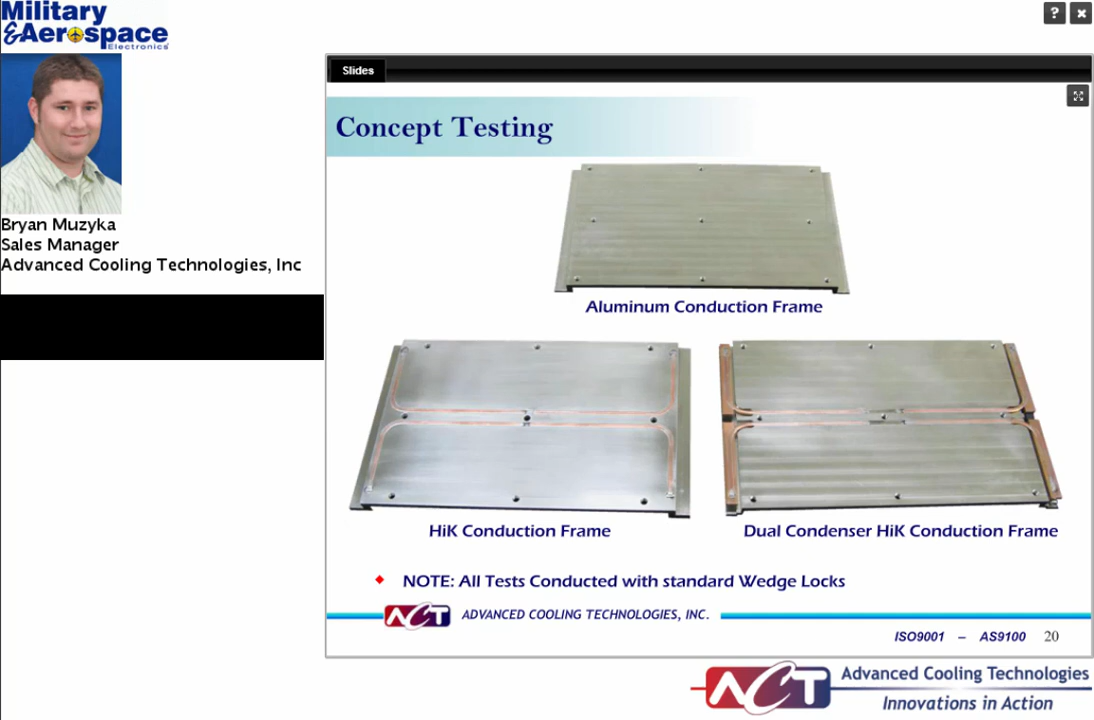 Military
&Aerospace
Electronics
? ×
Bryan Muzyka
Sales Manager
Advanced Cooling Technologies, Inc
Slides
Concept Testing
Aluminum Conduction Frame
HiK Conduction Frame
Dual Condenser HiK Conduction Frame
NOTE: All Tests Conducted with standard Wedge Locks
ACT ADVANCED COOLING TECHNOLOGIES, INC.
ISO9001 – AS9100 20
ACT Advanced Cooling Technologies
Innovations in Action